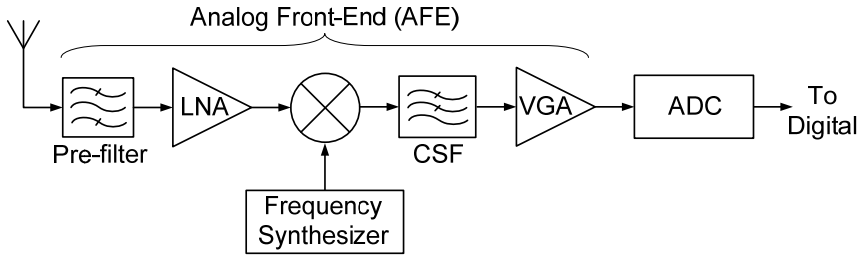 Analog Front-End (AFE)
LNA
VGA
ADC
To
Digital
Pre-filter
CSF
Frequency
Synthesizer